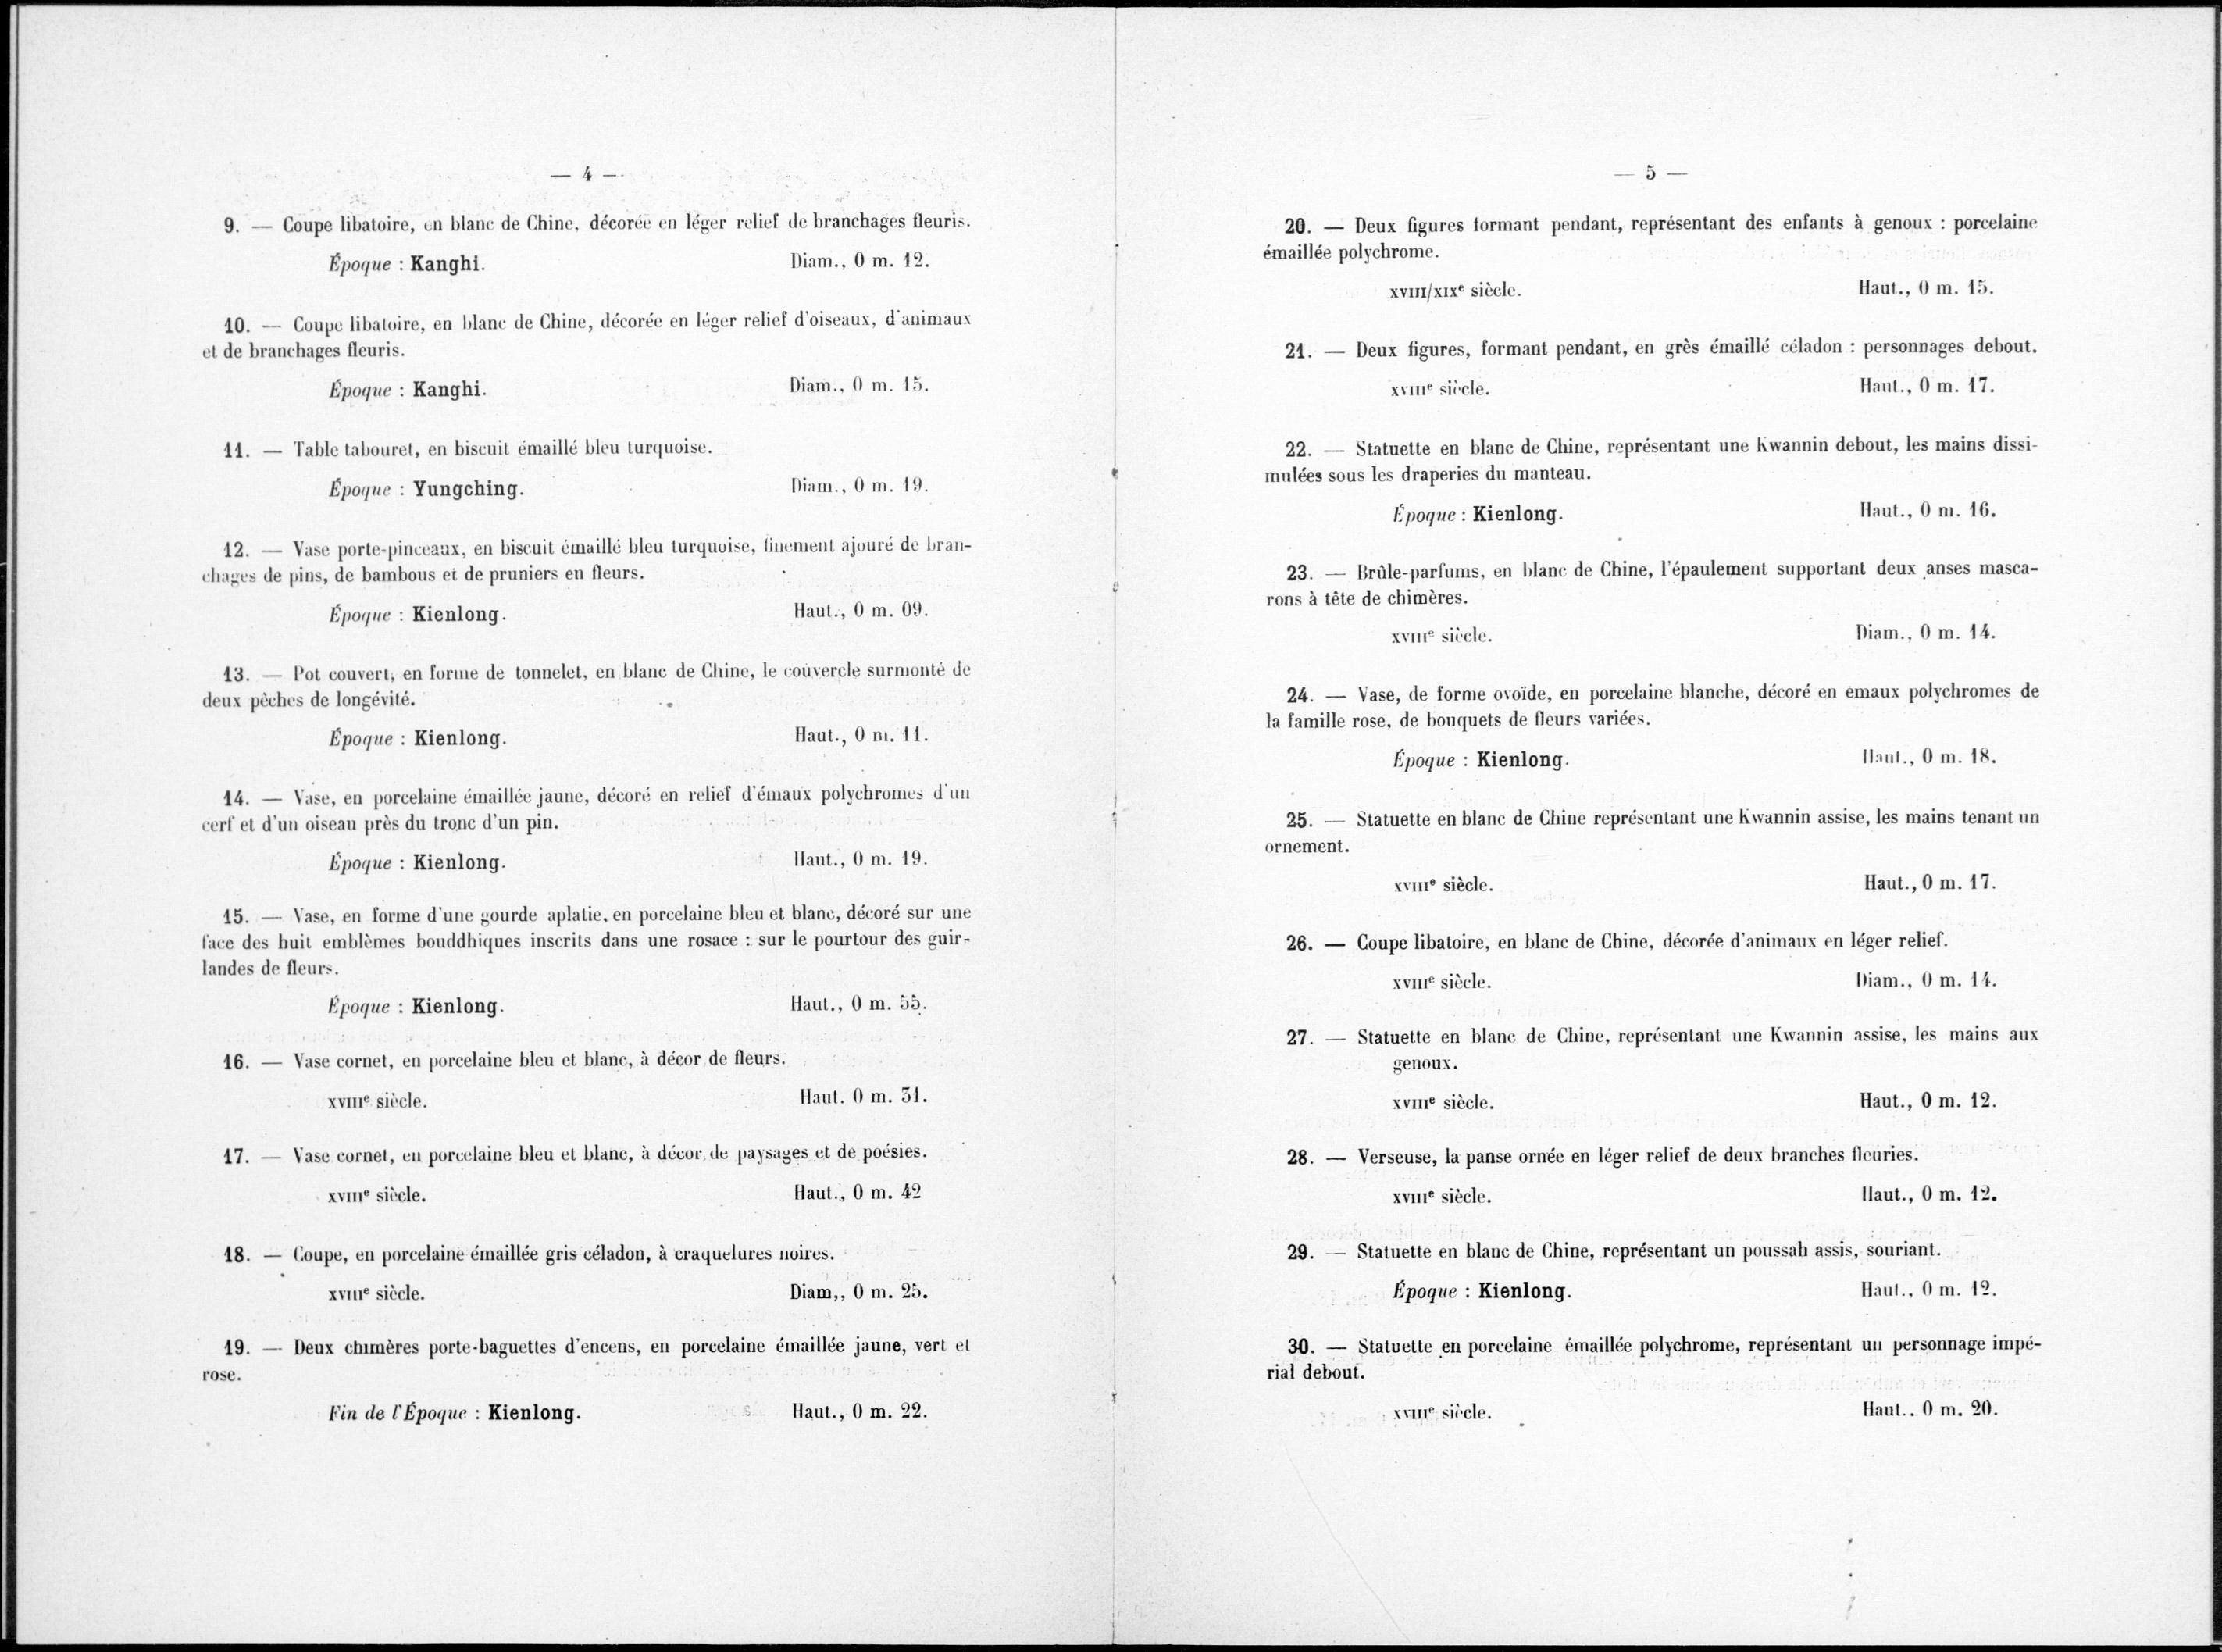 — 4 —
9. — Coupe libatoire, en blanc de Chine, décorée en léger relief de branchages fleuris.
Époque : Kanghi. Diam., 0 m. 12.
10. — Coupe libatoire, en blanc de Chine, décorée en léger relief d'oiseaux, d'animaux
et de branchages fleuris.
Époque : Kanghi. Diam., 0 m. 15.
11. — Table tabouret, en biscuit émaillé bleu turquoise.
Époque : Yungching. Diam., 0 m. 19.
12. — Vase porte-pinceaux, en biscuit émaillé bleu turquoise, finement ajouré de bran-
chages de pins, de bambous et de pruniers en fleurs.
Époque : Kienlong. Haut., 0 m. 09.
13. — Pot couvert, en forme de tonnelet, en blanc de Chine, le couvercle surmonté de
deux pèches de longévité.
Époque : Kienlong. Haut., 0 m. 11.
14. — Vase, en porcelaine émaillée jaune, décoré en relief d'émaux polychromes d'un
cerf et d'un oiseau près du tronc d'un pin.
Époque : Kienlong. Haut., 0 m. 19.
15. — Vase, en forme d'une gourde aplatie, en porcelaine bleu et blanc, décoré sur une
face des huit emblèmes bouddhiques inscrits dans une rosace : sur le pourtour des guir-
landes de fleurs.
Époque : Kienlong. Haut., 0 m. 55.
16. — Vase cornet, en porcelaine bleu et blanc, à décor de fleurs.
XVIIIe siècle. Haut. 0 m. 31.
17. — Vase cornet, en porcelaine bleu et blanc, à décor de paysages et de poésies.
XVIIIe siècle. Haut., 0 m. 42
18. — Coupe, en porcelaine émaillée gris céladon, à craquelures noires.
XVIIIe siècle. Diam,, 0 m. 25.
19. — Deux chimères porte-baguettes d'encens, en porcelaine émaillée jaune, vert et
rose.
Fin de l'Époque : Kienlong. Haut., 0 m. 22.
— 5 —
20. — Deux figures formant pendant, représentant des enfants à genoux : porcelaine
émaillée polychrome.
XVIII/XIXe siècle. Haut., 0 m. 15.
21. — Deux figures, formant pendant, en grès émaillé céladon : personnages debout.
XVIIIe siècle. Haut., 0 m. 17.
22. — Statuette en blanc de Chine, représentant une Kwannin debout, les mains dissi-
mulées sous les draperies du manteau.
Époque : Kienlong. Haut., 0 m. 16.
23. — Brûle-parfums, en blanc de Chine, l'épaulement supportant deux anses masca-
rons à tête de chimères.
XVIIIe siècle. Diam., 0 m. 14.
24. — Vase, de forme ovoïde, en porcelaine blanche, décoré en émaux polychromes de
la famille rose, de bouquets de fleurs variées.
Époque : Kienlong. Haut., 0 m. 18.
25. — Statuette en blanc de Chine représentant une Kwannin assise, les mains tenant un
ornement.
XVIIIe siècle. Haut., 0 m. 17.
26. — Coupe libatoire, en blanc de Chine, décorée d'animaux en léger relief.
XVIIIe siècle. Diam., 0 m. 14.
27. — Statuette en blanc de Chine, représentant une Kwannin assise, les mains aux
genoux.
XVIIIe siècle. Haut., 0 m. 12.
28. — Verseuse, la panse ornée en léger relief de deux branches fleuries.
XVIIIe siècle. Haut., 0 m. 12.
29. — Statuette en blanc de Chine, représentant un poussah assis, souriant.
Époque : Kienlong. Haut., 0 m. 12.
30. — Statuette en porcelaine émaillée polychrome, représentant un personnage impé-
rial debout.
XVIIIe siècle. Haut.. 0 m. 20.